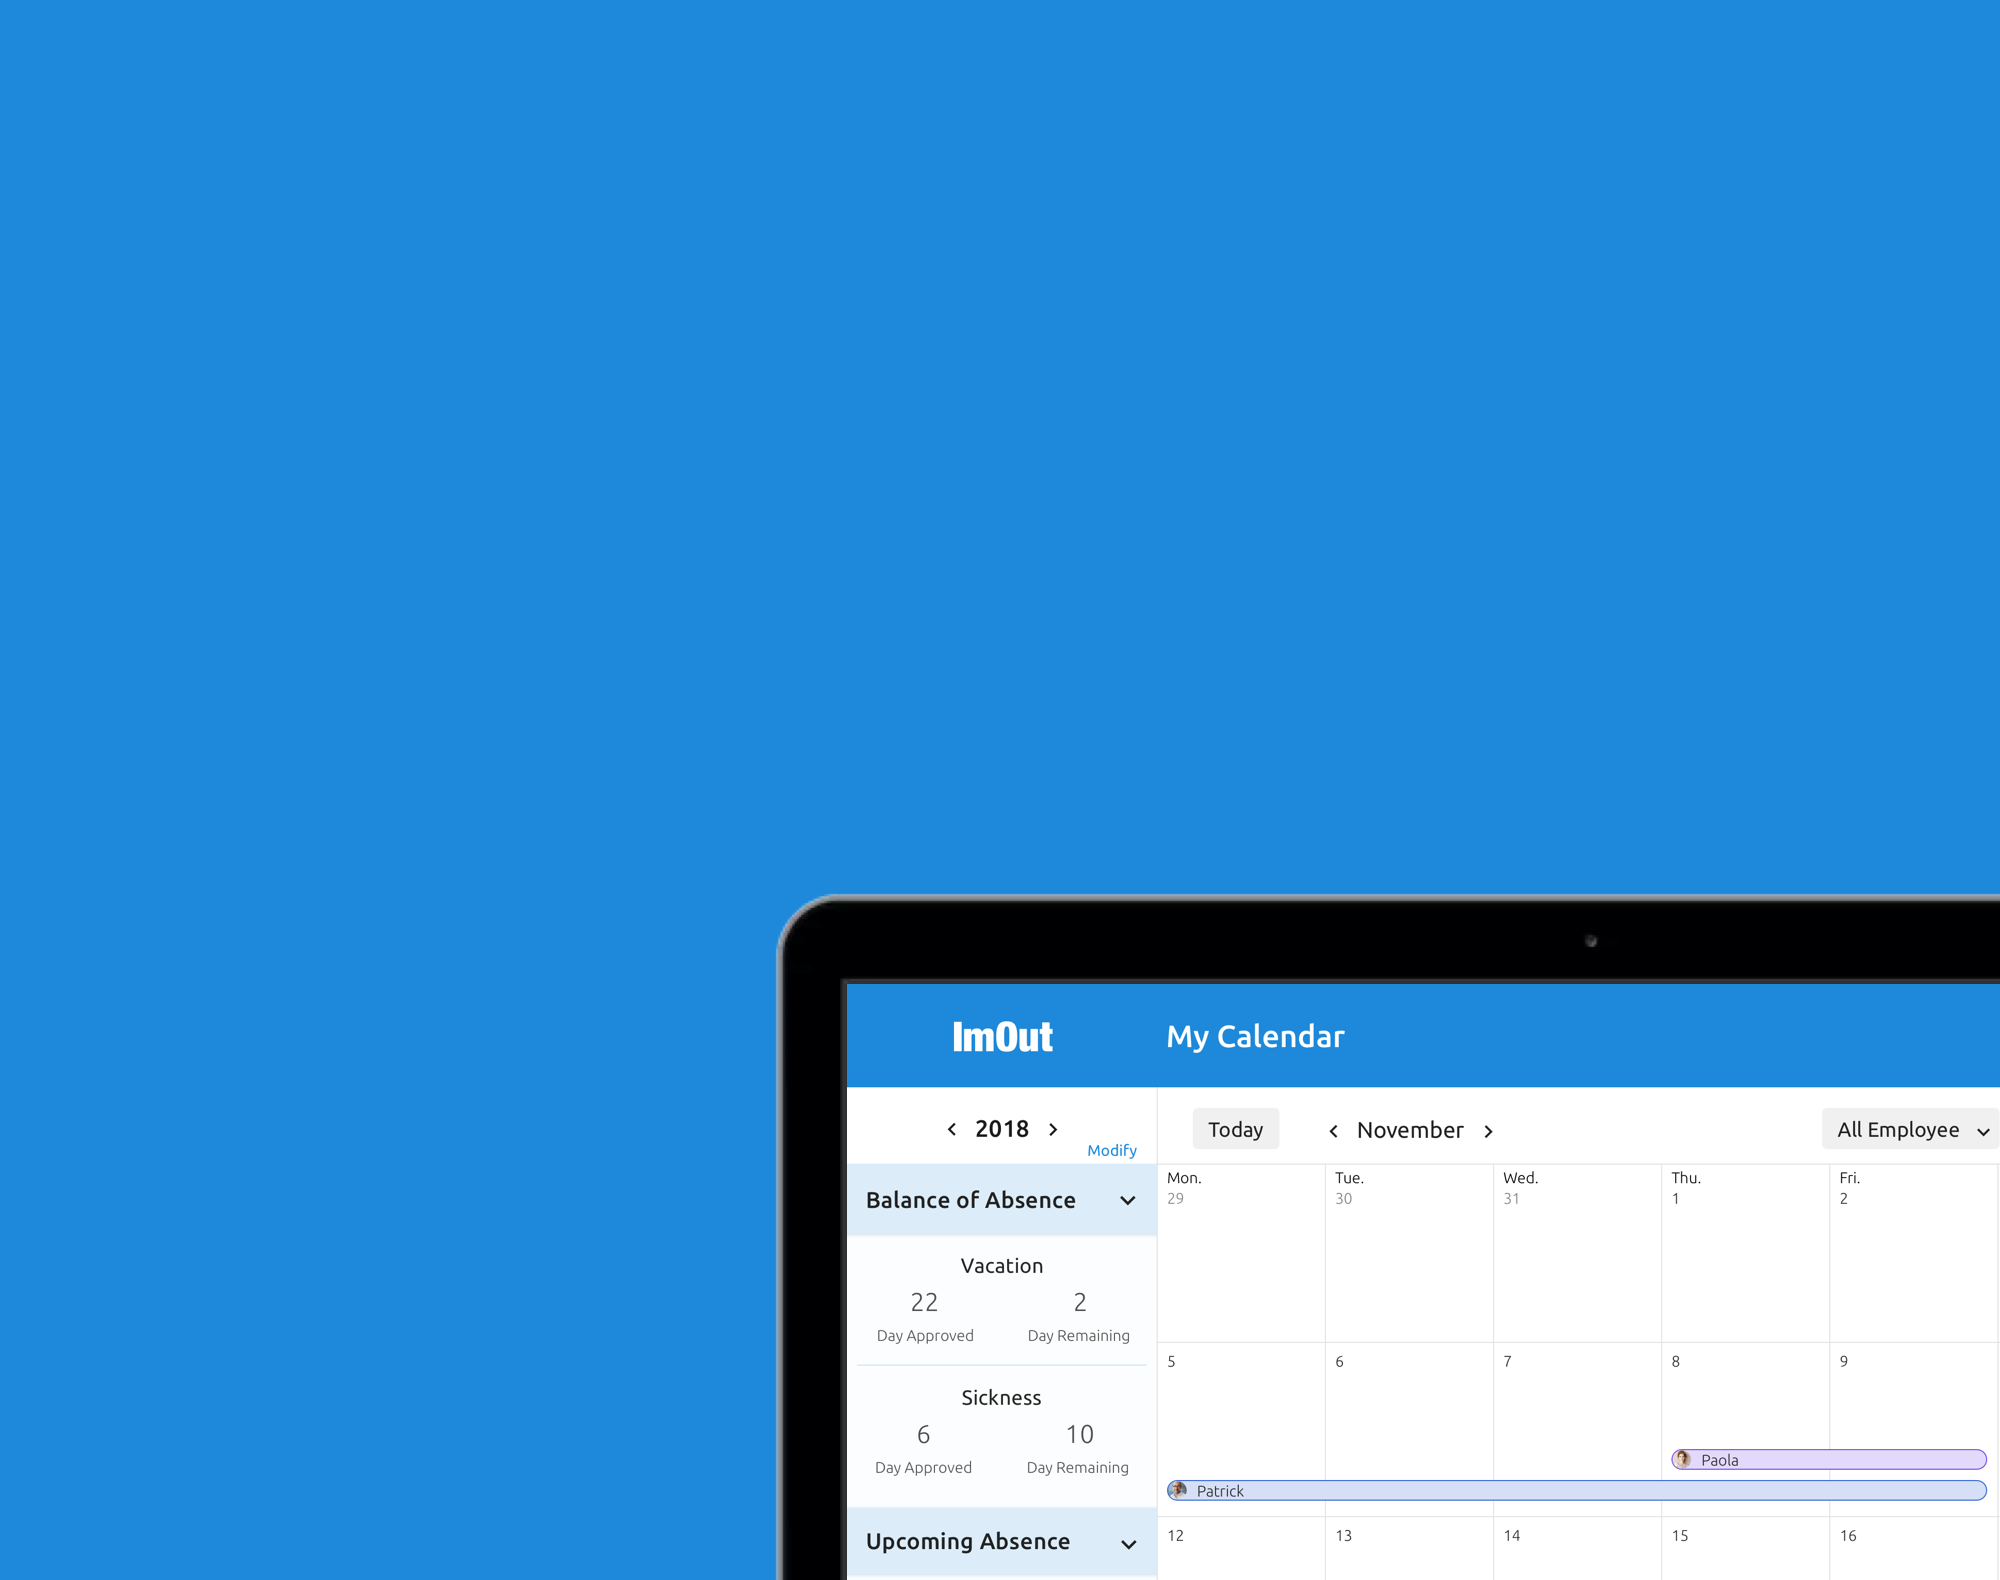 ImOut
My Calendar
2018
Modify
Today
November
All Employee
Balance of Absence
Vacation
22
2
Day Approved
Day Remaining
Sickness
6
10
Day Approved
Day Remaining
Upcoming Absence
Mon.
Tue.
Wed.
Thu.
Fri.
29
30
31
1
2
5
6
7
8
9
Paola
Patrick
12
13
14
15
16